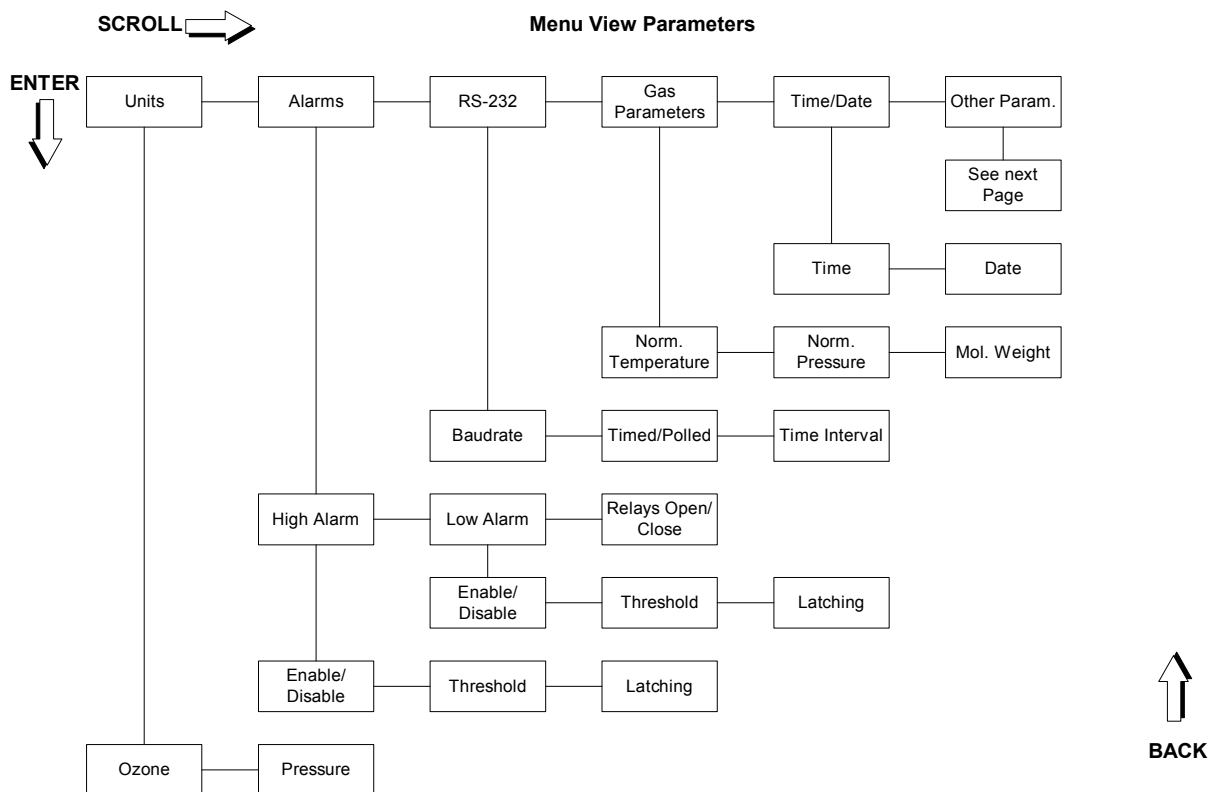 SCROLL
Menu View Parameters
ENTER
Units
Alarms
RS-232
Gas
Parameters
Time/Date
Other Param.
See next
Page
Time
Date
Norm.
Temperature
Norm.
Pressure
Mol. Weight
Baudrate
Timed/Polled
Time Interval
High Alarm
Low Alarm
Relays Open/
Close
Enable/
Disable
Threshold
Latching
Enable/
Disable
Threshold
Latching
BACK
Ozone
Pressure